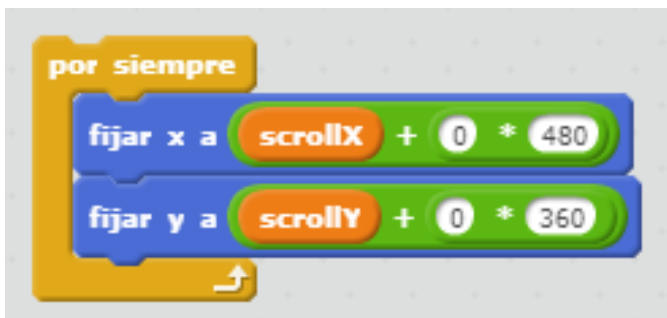 por siempre
fijar x a scrollX + 0 * 480
fijar y a scrollY + 0 * 360